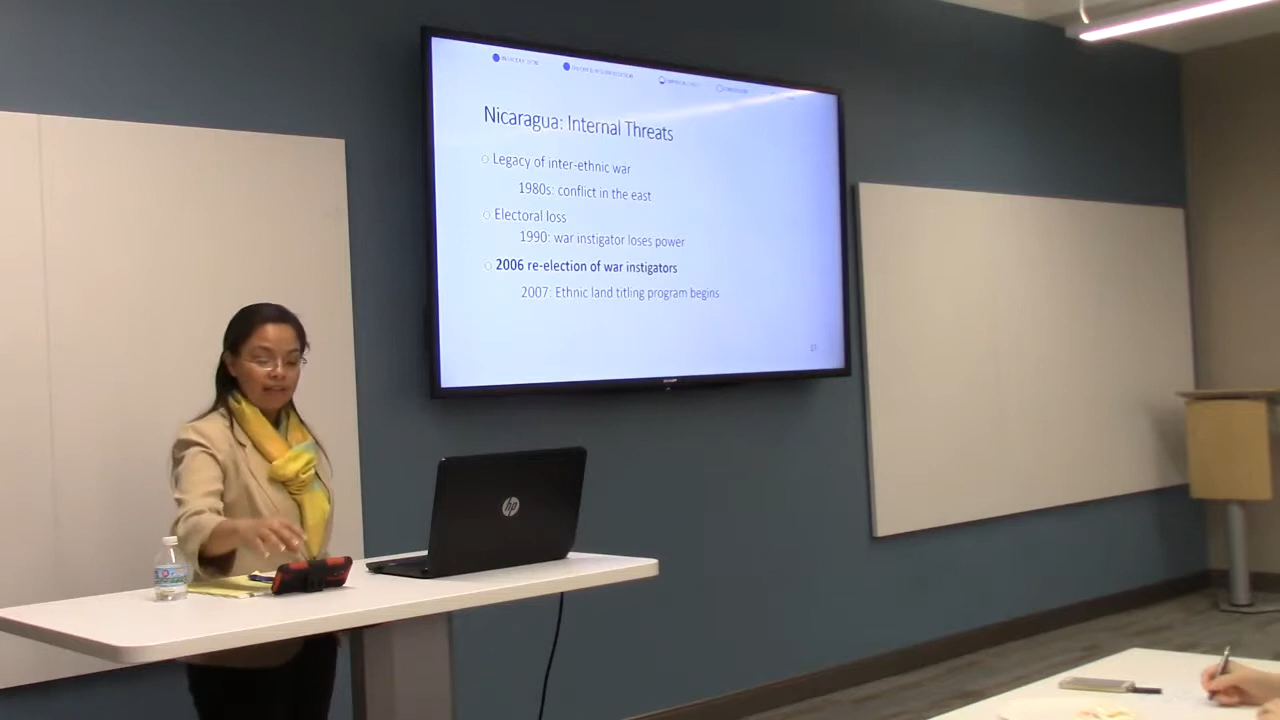 Nicaragua: Internal Threats
Legacy of inter-ethnic war
1980s: conflict in the east
Electoral loss
1990: war instigator loses power
2006 re-election of war instigators
2007: Ethnic land titling program begins
SHARP
hp